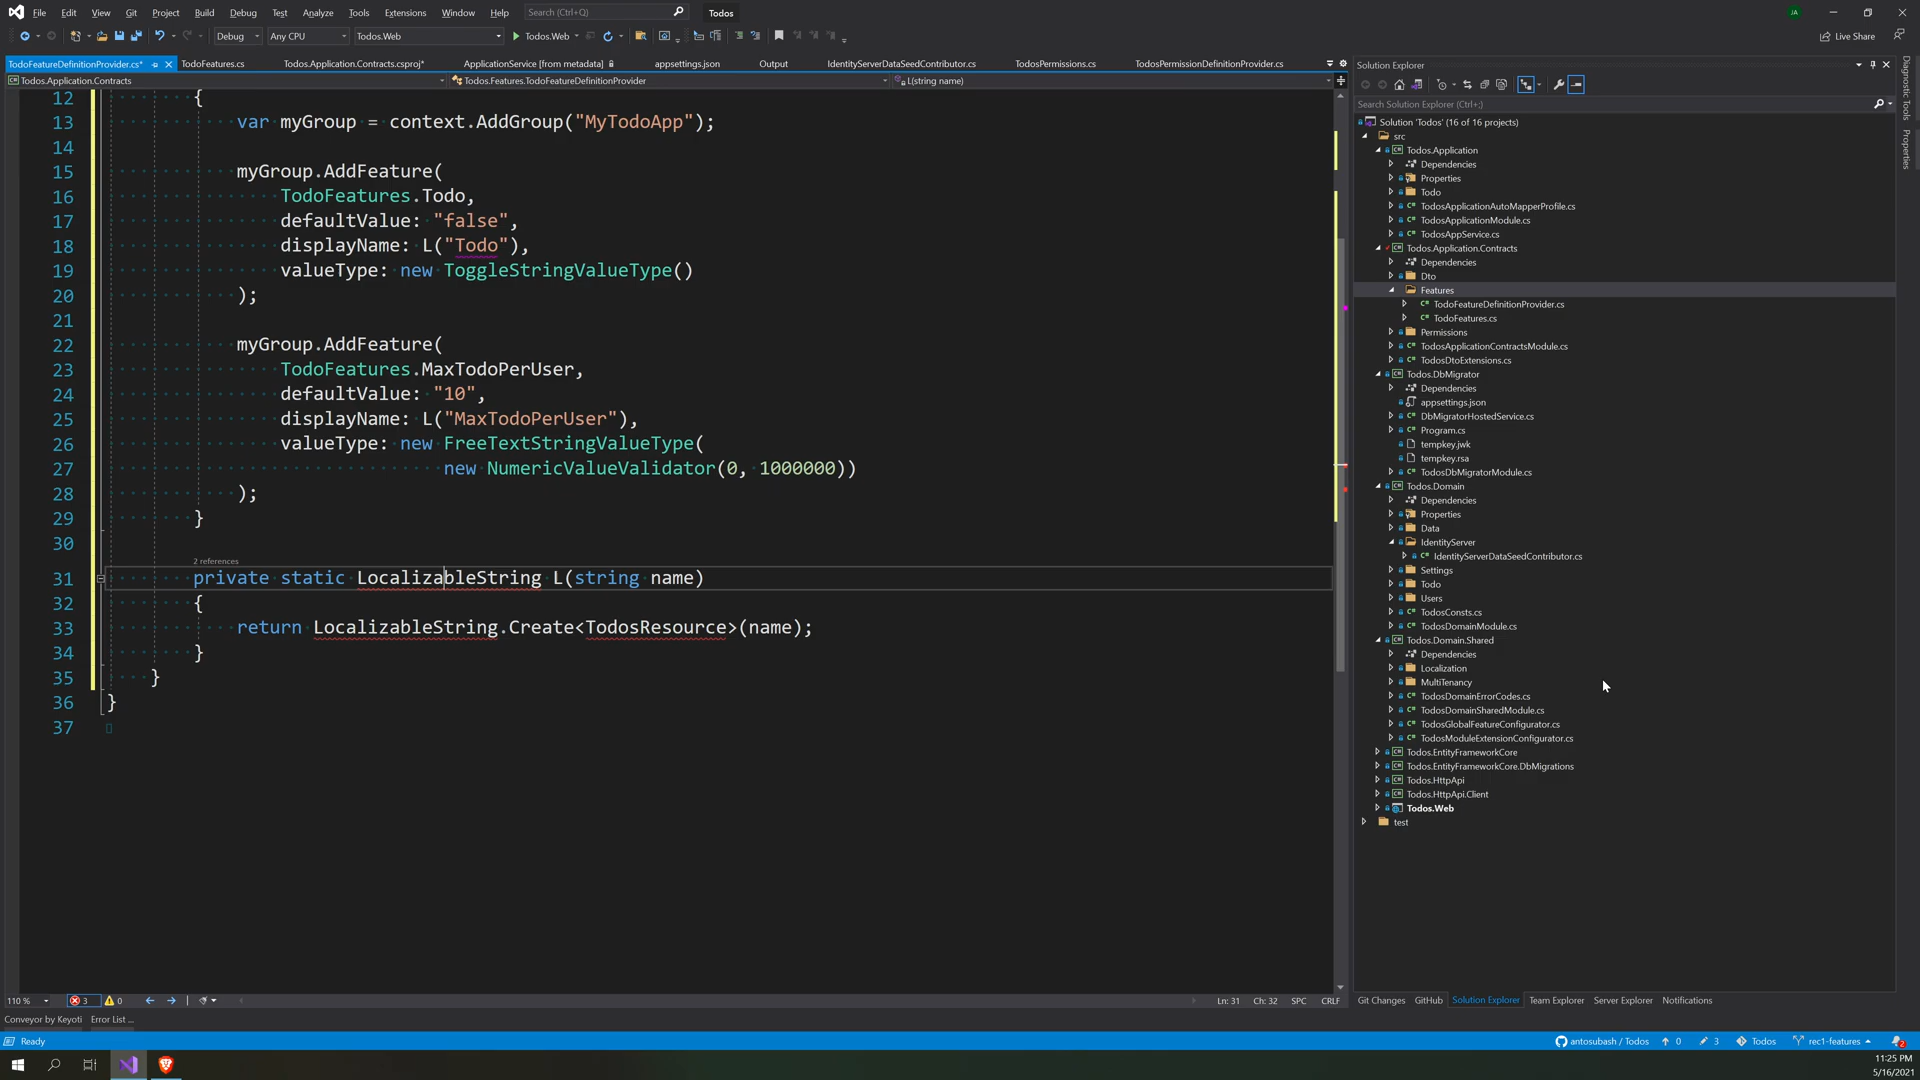 File Edit View Git Project Build Debug Test Analyze Tools Extensions Window Help Search (Ctrl+Q) Todos JA
Debug Any CPU Todos.Web Todos.Web Live Share
TodoFeatureDefinitionProvider.cs* TodoFeatures.cs Todos.Application.Contracts.csproj* ApplicationService [from metadata] appsettings.json Output IdentityServerDataSeedContributor.cs TodosPermissions.cs TodosPermissionDefinitionProvider.cs
Todos.Application.Contracts Todos.Features.TodoFeatureDefinitionProvider L(string name)
12 {
13 var myGroup = context.AddGroup("MyTodoApp");
14
15 myGroup.AddFeature(
16 TodoFeatures.Todo,
17 defaultValue: "false",
18 displayName: L("Todo"),
19 valueType: new ToggleStringValueType()
20 );
21
22 myGroup.AddFeature(
23 TodoFeatures.MaxTodoPerUser,
24 defaultValue: "10",
25 displayName: L("MaxTodoPerUser"),
26 valueType: new FreeTextStringValueType(
27 new NumericValueValidator(0, 1000000))
28 );
29 }
30
2 references
31 private static LocalizableString L(string name)
32 {
33 return LocalizableString.Create<TodosResource>(name);
34 }
35 }
36 }
37
110 % 3 0 Ln: 31 Ch: 32 SPC CRLF
Conveyor by Keyoti Error List ...
Solution Explorer
Search Solution Explorer (Ctrl+;)
Solution 'Todos' (16 of 16 projects)
src
Todos.Application
Dependencies
Properties
Todo
TodosApplicationAutoMapperProfile.cs
TodosApplicationModule.cs
TodosAppService.cs
Todos.Application.Contracts
Dependencies
Dto
Features
TodoFeatureDefinitionProvider.cs
TodoFeatures.cs
Permissions
TodosApplicationContractsModule.cs
TodosDtoExtensions.cs
Todos.DbMigrator
Dependencies
appsettings.json
DbMigratorHostedService.cs
Program.cs
tempkey.jwk
tempkey.rsa
TodosDbMigratorModule.cs
Todos.Domain
Dependencies
Properties
Data
IdentityServer
IdentityServerDataSeedContributor.cs
Settings
Todo
Users
TodosConsts.cs
TodosDomainModule.cs
Todos.Domain.Shared
Dependencies
Localization
MultiTenancy
TodosDomainErrorCodes.cs
TodosDomainSharedModule.cs
TodosGlobalFeatureConfigurator.cs
TodosModuleExtensionConfigurator.cs
Todos.EntityFrameworkCore
Todos.EntityFrameworkCore.DbMigrations
Todos.HttpApi
Todos.HttpApi.Client
Todos.Web
test
Git Changes GitHub Solution Explorer Team Explorer Server Explorer Notifications
Diagnostic Tools
Properties
Ready antosubash / Todos 0 3 Todos rec1-features 2
11:25 PM
5/16/2021